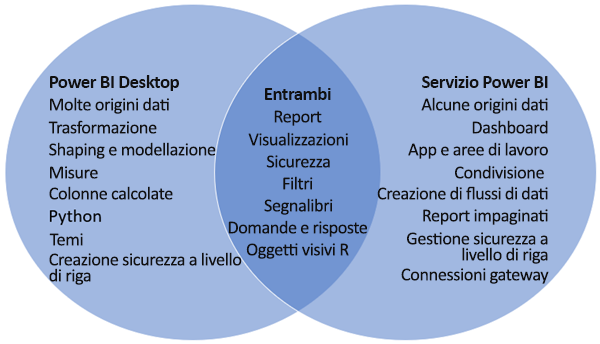 Power BI Desktop
Molte origini dati
Trasformazione
Shaping e modellazione
Misure
Colonne calcolate
Python
Temi
Creazione sicurezza a livello
di riga
Entrambi
Report
Visualizzazioni
Sicurezza
Filtri
Segnalibri
Domande e risposte
Oggetti visivi R
Servizio Power BI
Alcune origini dati
Dashboard
App e aree di lavoro
Condivisione
Creazione di flussi di dati
Report impaginati
Gestione sicurezza a
livello di riga
Connessioni gateway